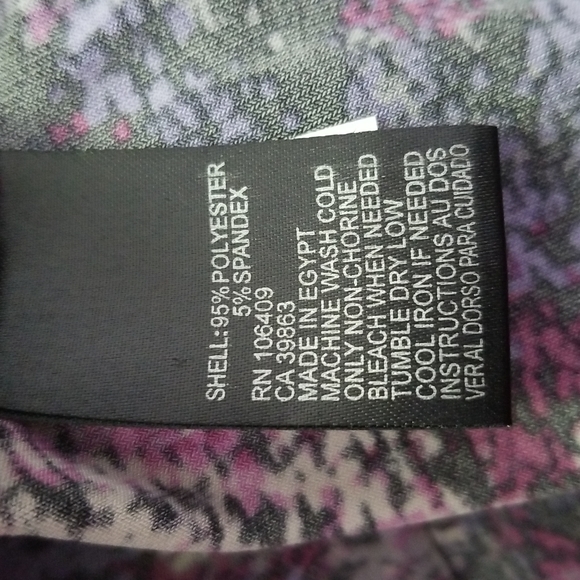 SHELL: 95% POLYESTER
5% SPANDEX
RN 106409
CA 39863
MADE IN EGYPT
MACHINE WASH COLD
ONLY NON-CHORINE
BLEACH WHEN NEEDED
TUMBLE DRY LOW
COOL IRON IF NEEDED
INSTRUCTIONS AU DOS
VER AL DORSO PARA CUIDADO